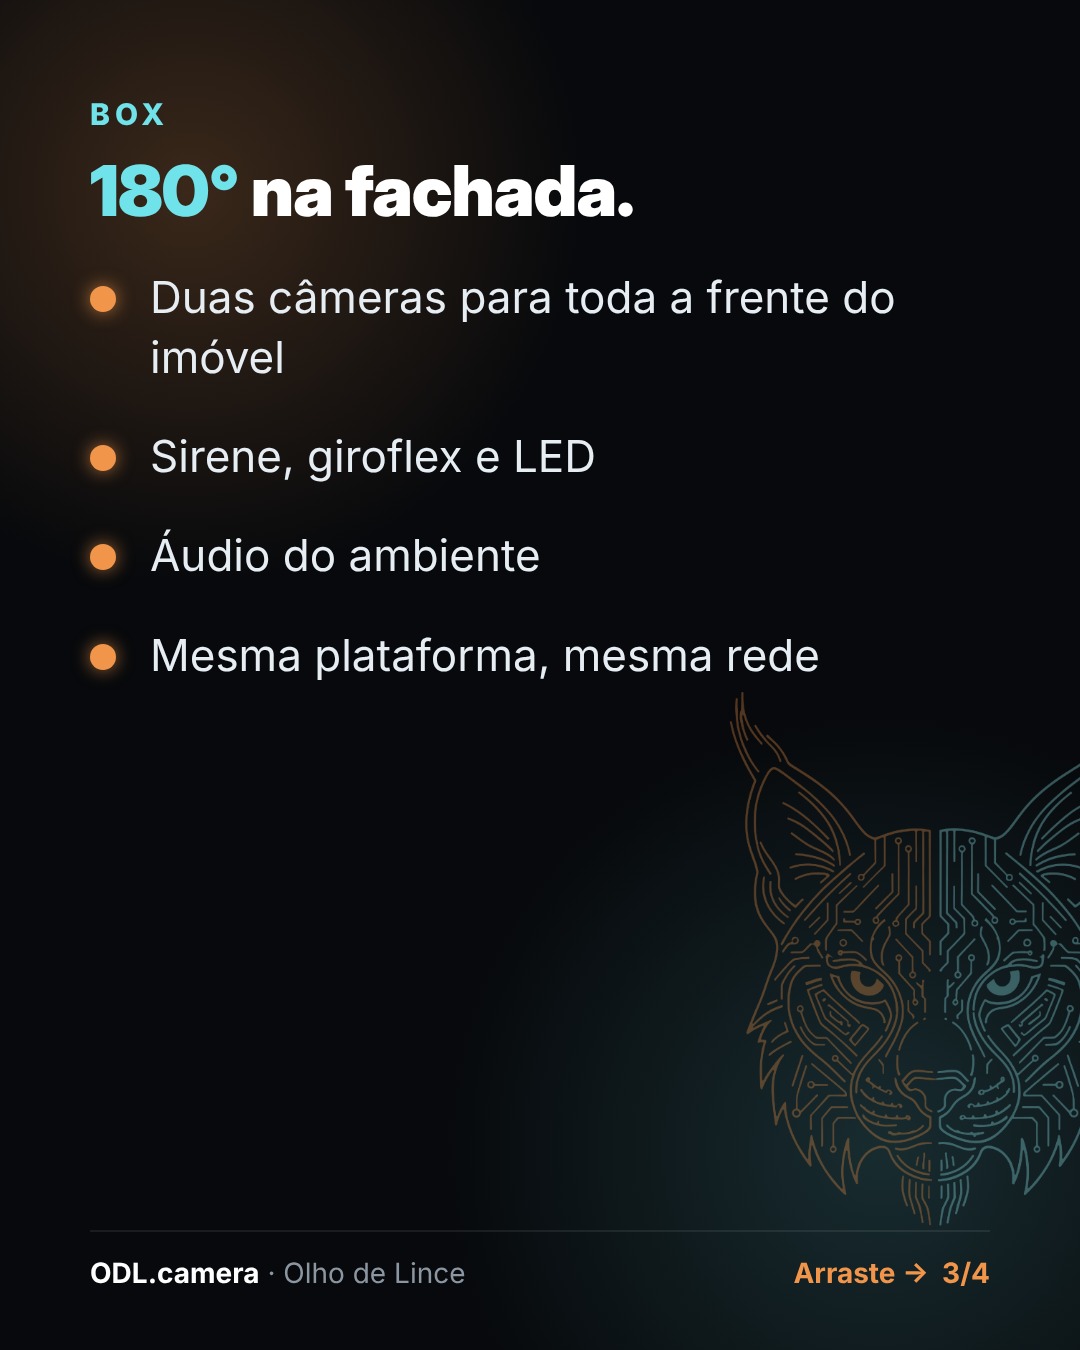 BOX
180° na fachada.
Duas câmeras para toda a frente do
imóvel
Sirene, giroflex e LED
Áudio do ambiente
Mesma plataforma, mesma rede
ODL.camera · Olho de Lince
Arraste → 3/4